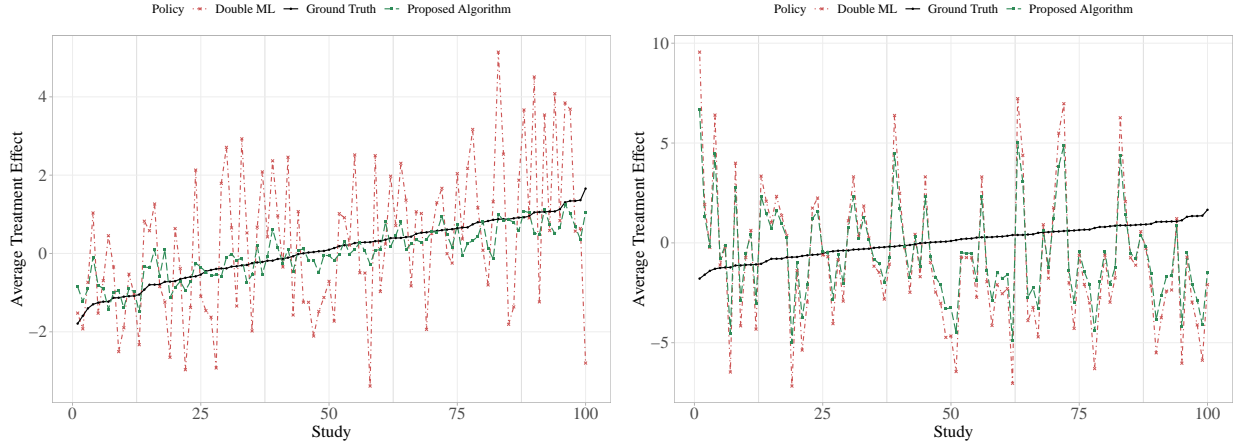 Policy Double ML Ground Truth Proposed Algorithm
4
2
0
−2
Average Treatment Effect
0 25 50 75 100
Study
Policy Double ML Ground Truth Proposed Algorithm
10
5
0
−5
Average Treatment Effect
0 25 50 75 100
Study